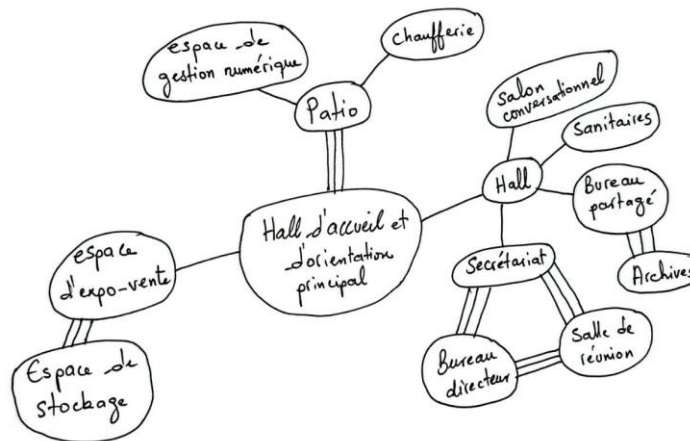 espace de
gestion numérique
chaufferie
Patio
salon
conversationnel
Sanitaires
Hall
Bureau
partagé
Archives
Hall d'accueil et
d'orientation
principal
espace
d'expo-vente
Espace de
stockage
Secrétariat
Bureau
directeur
Salle de
réunion